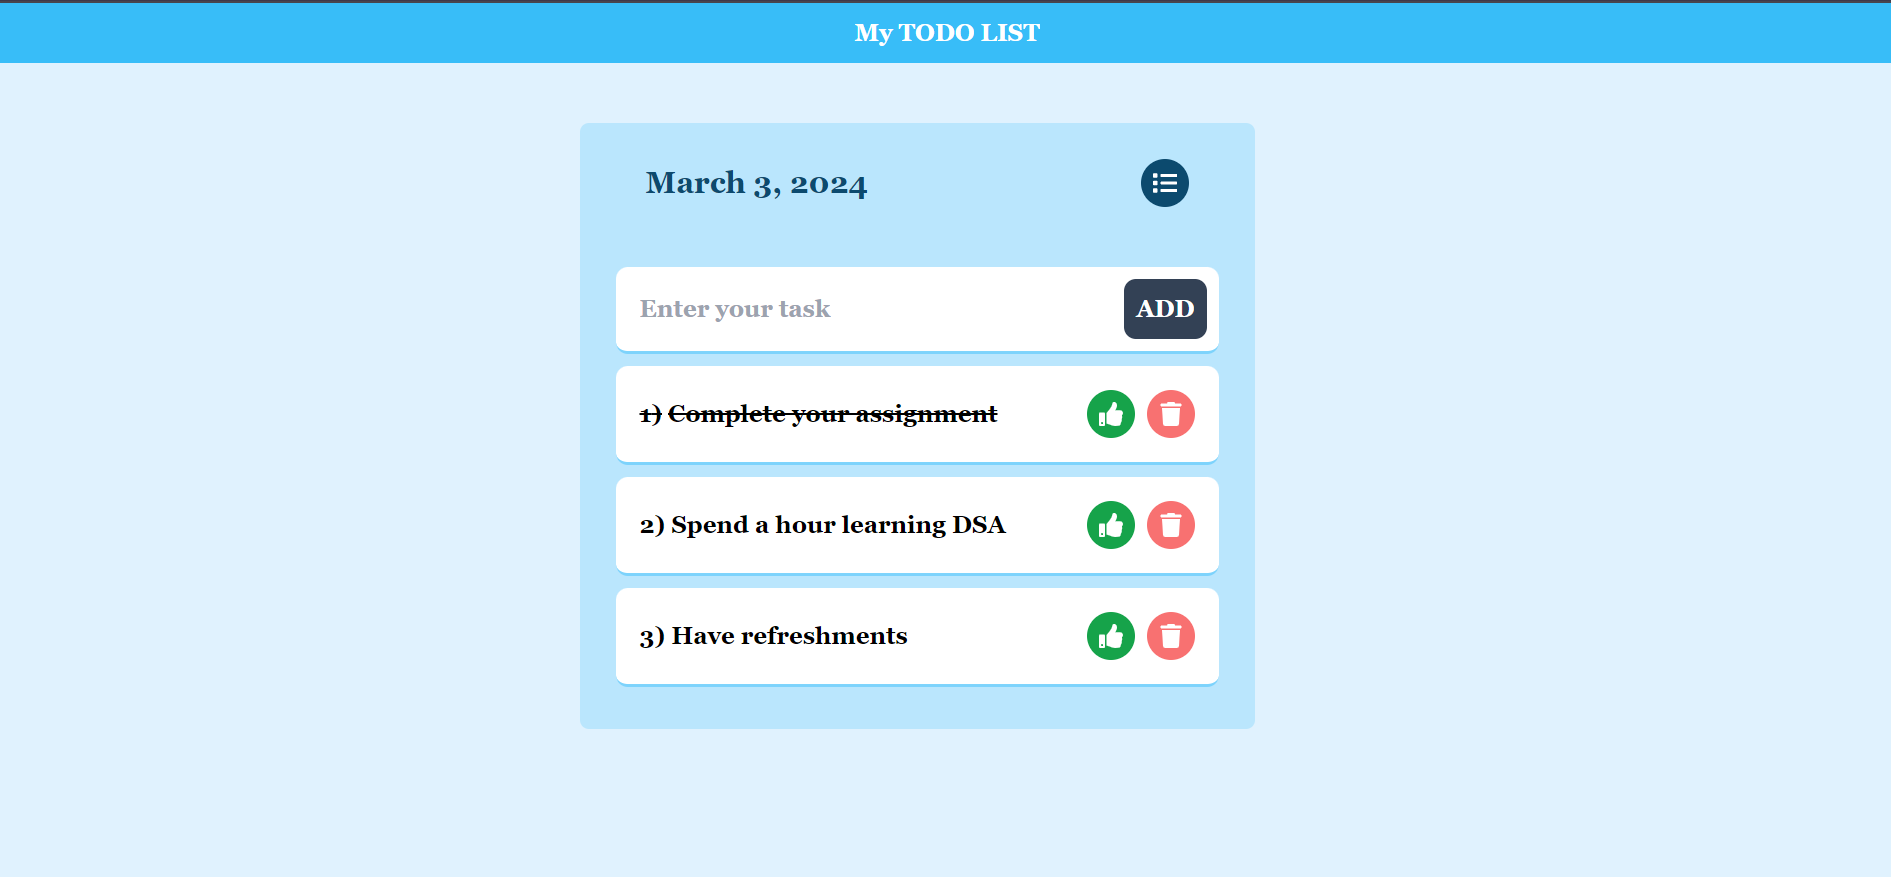 My TODO LIST
March 3, 2024
Enter your task
ADD
1) Complete your assignment
2) Spend a hour learning DSA
3) Have refreshments